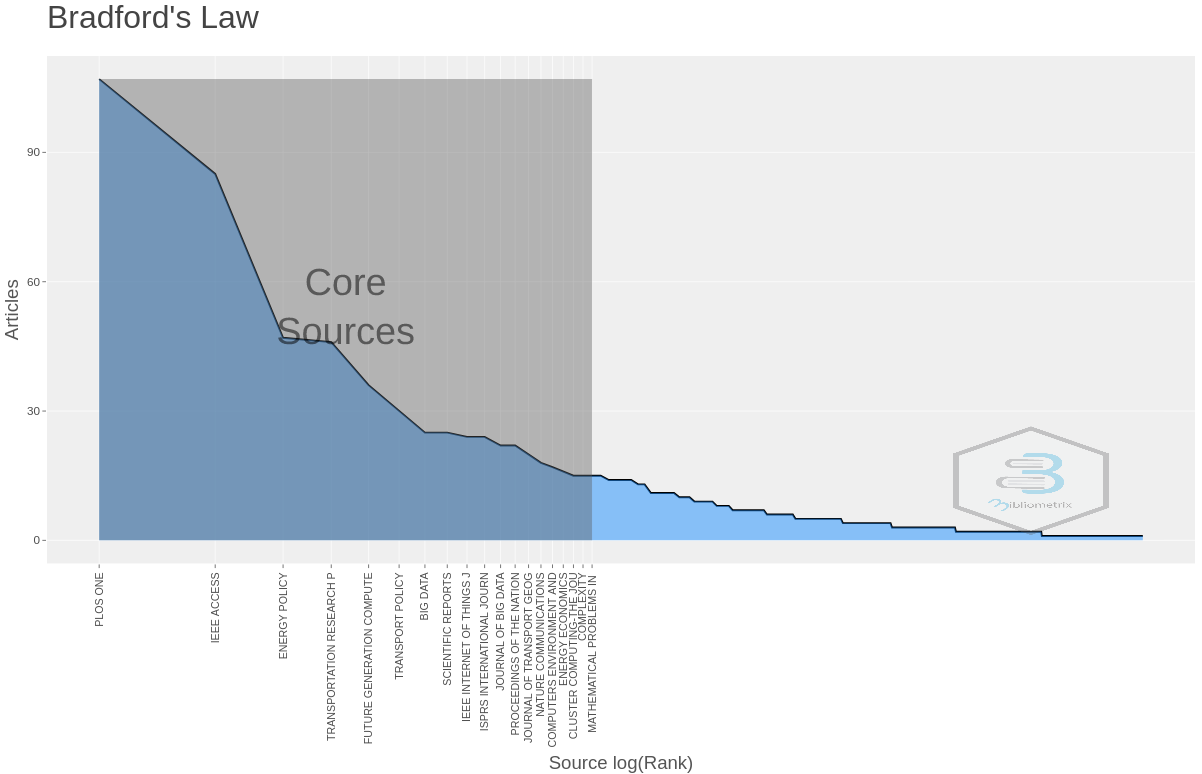 Bradford's Law
Articles
90
60
30
0
Core
Sources
Bibliometrix
PLOS ONE
IEEE ACCESS
ENERGY POLICY
TRANSPORTATION RESEARCH P
FUTURE GENERATION COMPUTE
TRANSPORT POLICY
BIG DATA
SCIENTIFIC REPORTS
IEEE INTERNET OF THINGS J
ISPRS INTERNATIONAL JOURN
JOURNAL OF BIG DATA
PROCEEDINGS OF THE NATION
JOURNAL OF TRANSPORT GEOG
NATURE COMMUNICATIONS
COMPUTERS ENVIRONMENT AND
ENERGY ECONOMICS
CLUSTER COMPUTING-THE JOU
COMPLEXITY
MATHEMATICAL PROBLEMS IN
Source log(Rank)